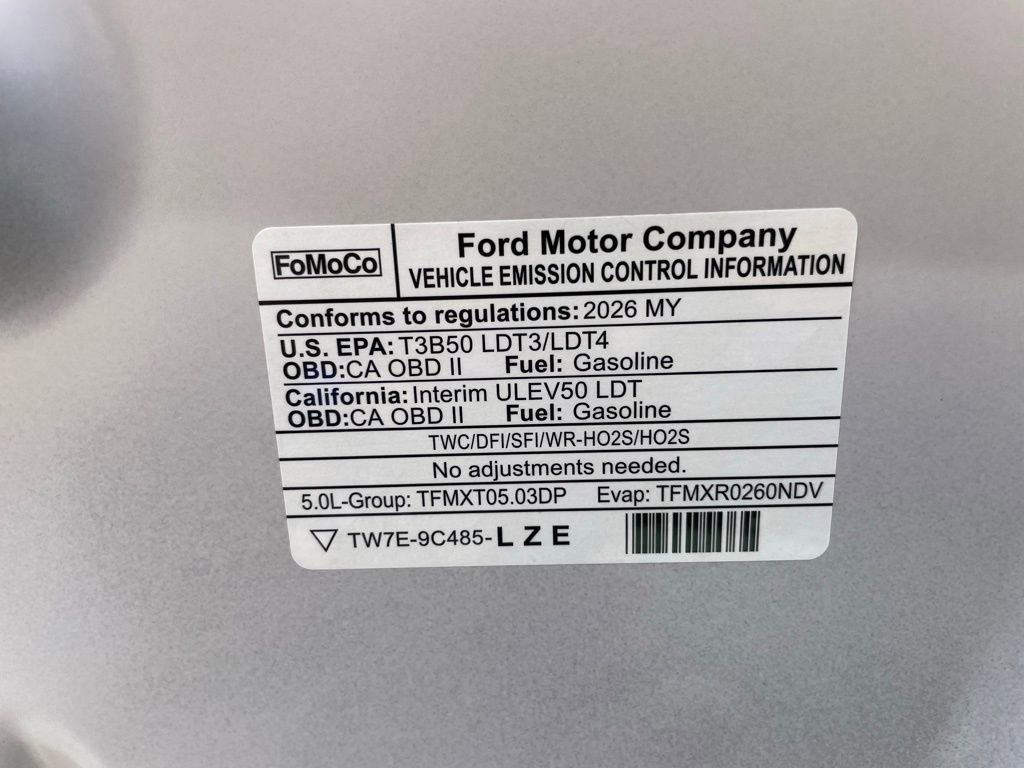 FoMoCo
Ford Motor Company
VEHICLE EMISSION CONTROL INFORMATION
Conforms to regulations: 2026 MY
U.S. EPA: T3B50 LDT3/LDT4
OBD:CA OBD II Fuel: Gasoline
California: Interim ULEV50 LDT
OBD:CA OBD II Fuel: Gasoline
TWC/DFI/SFI/WR-HO2S/HO2S
No adjustments needed.
5.0L-Group: TFMXT05.03DP Evap: TFMXR0260NDV
TW7E-9C485-L Z E